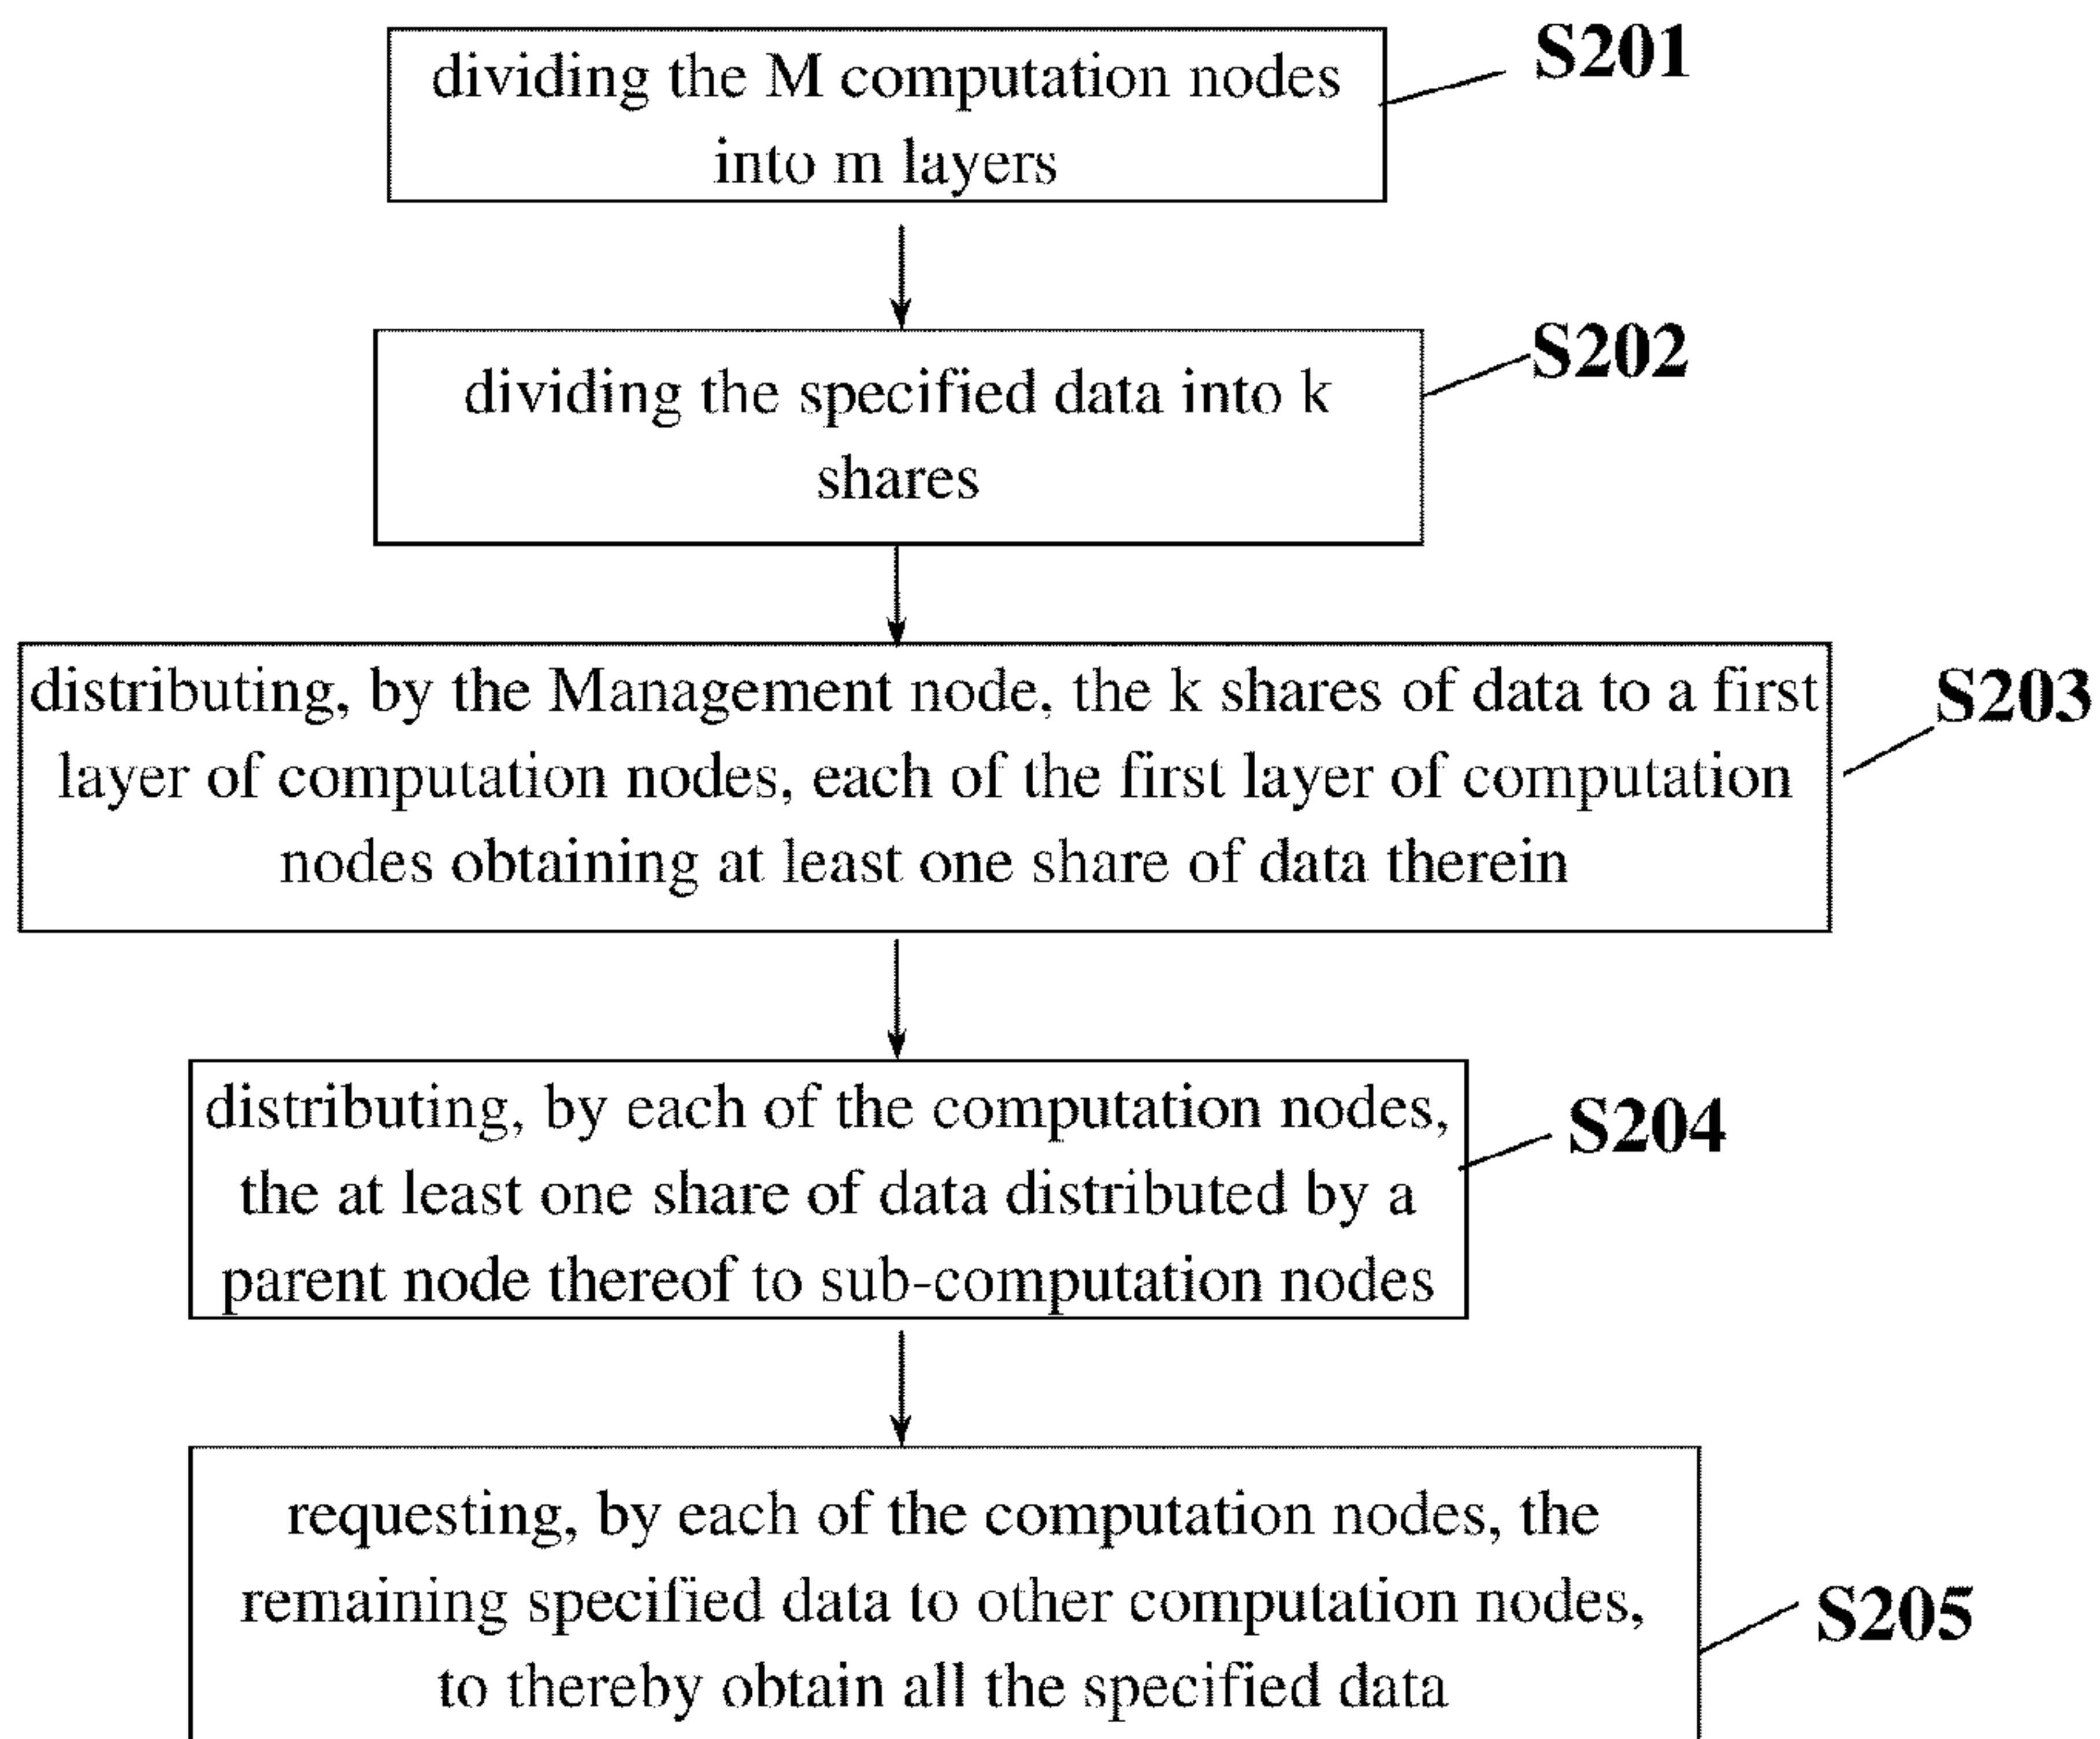 dividing the M computation nodes
into m layers
S201
dividing the specified data into k
shares
S202
distributing, by the Management node, the k shares of data to a first
layer of computation nodes, each of the first layer of computation
nodes obtaining at least one share of data therein
S203
distributing, by each of the computation nodes,
the at least one share of data distributed by a
parent node thereof to sub-computation nodes
S204
requesting, by each of the computation nodes, the
remaining specified data to other computation nodes,
to thereby obtain all the specified data
S205